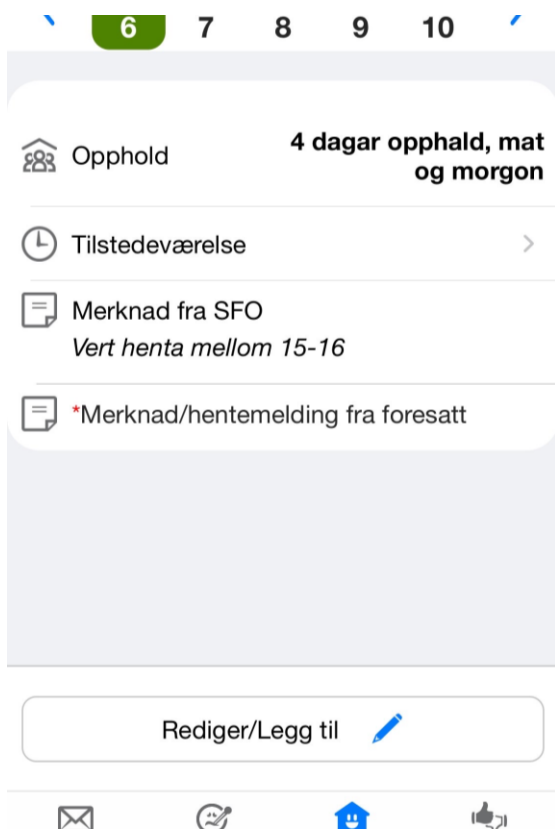 6 7 8 9 10
Opphold
4 dagar opphald, mat
og morgon
Tilstedeværelse
Merknad fra SFO
Vert henta mellom 15-16
*Merknad/hentemelding fra foresatt
Rediger/Legg til